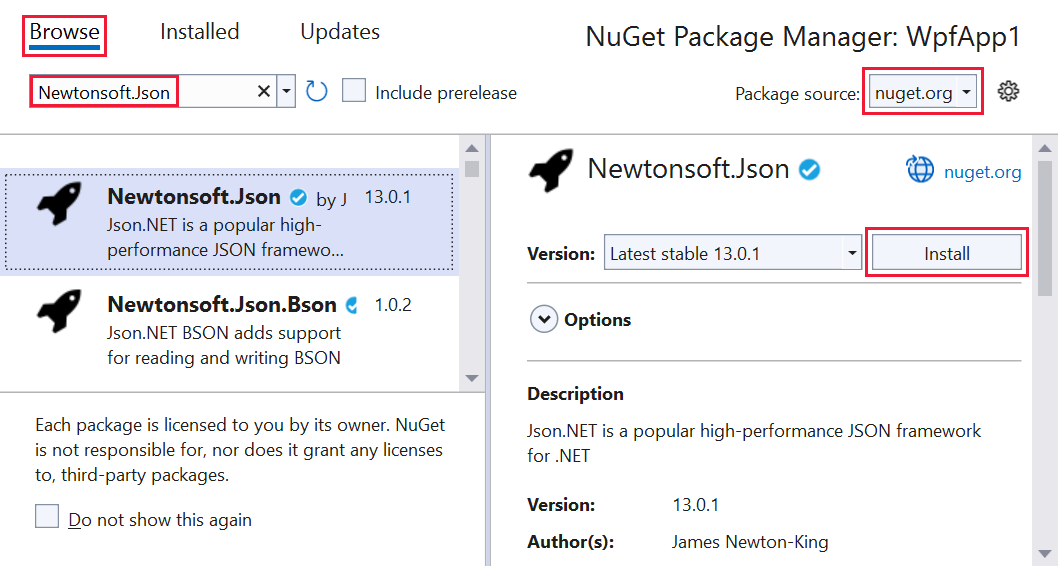 Browse Installed Updates
NuGet Package Manager: WpfApp1
Newtonsoft.Json
Include prerelease
Package source: nuget.org
Newtonsoft.Json by J 13.0.1
Json.NET is a popular high-
performance JSON framewo...
Newtonsoft.Json.Bson 1.0.2
Json.NET BSON adds support
for reading and writing BSON
Each package is licensed to you by its owner. NuGet
is not responsible for, nor does it grant any licenses
to, third-party packages.
Do not show this again
Newtonsoft.Json
nuget.org
Version: Latest stable 13.0.1 Install
Options
Description
Json.NET is a popular high-performance JSON framework
for .NET
Version: 13.0.1
Author(s): James Newton-King